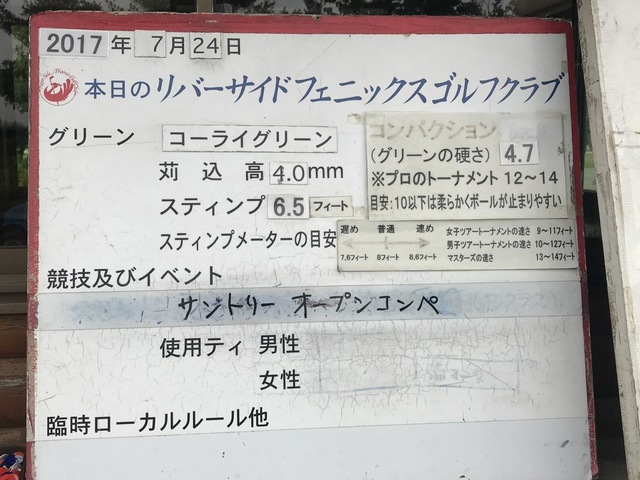 2017年 7月24日
本日のリバーサイドフェニックスゴルフクラブ
グリーン コーライグリーン
刈込高 4.0mm
スティンプ 6.5 フィート
スティンプメーターの目安
コンパクション
(グリーンの硬さ) 4.7
※プロのトーナメント 12〜14
目安:10以下は柔らかくボールが止まりやすい
遅め 普通 速め
7,6フィート 8フィート 8,6フィート
女子ツアートーナメントの速さ 9〜11フィート
男子ツアートーナメントの速さ 10〜12フィート
マスターズの速さ 13〜14フィート
競技及びイベント
サントリー オープンコンペ
使用ティ 男性
女性
臨時ローカルルール他